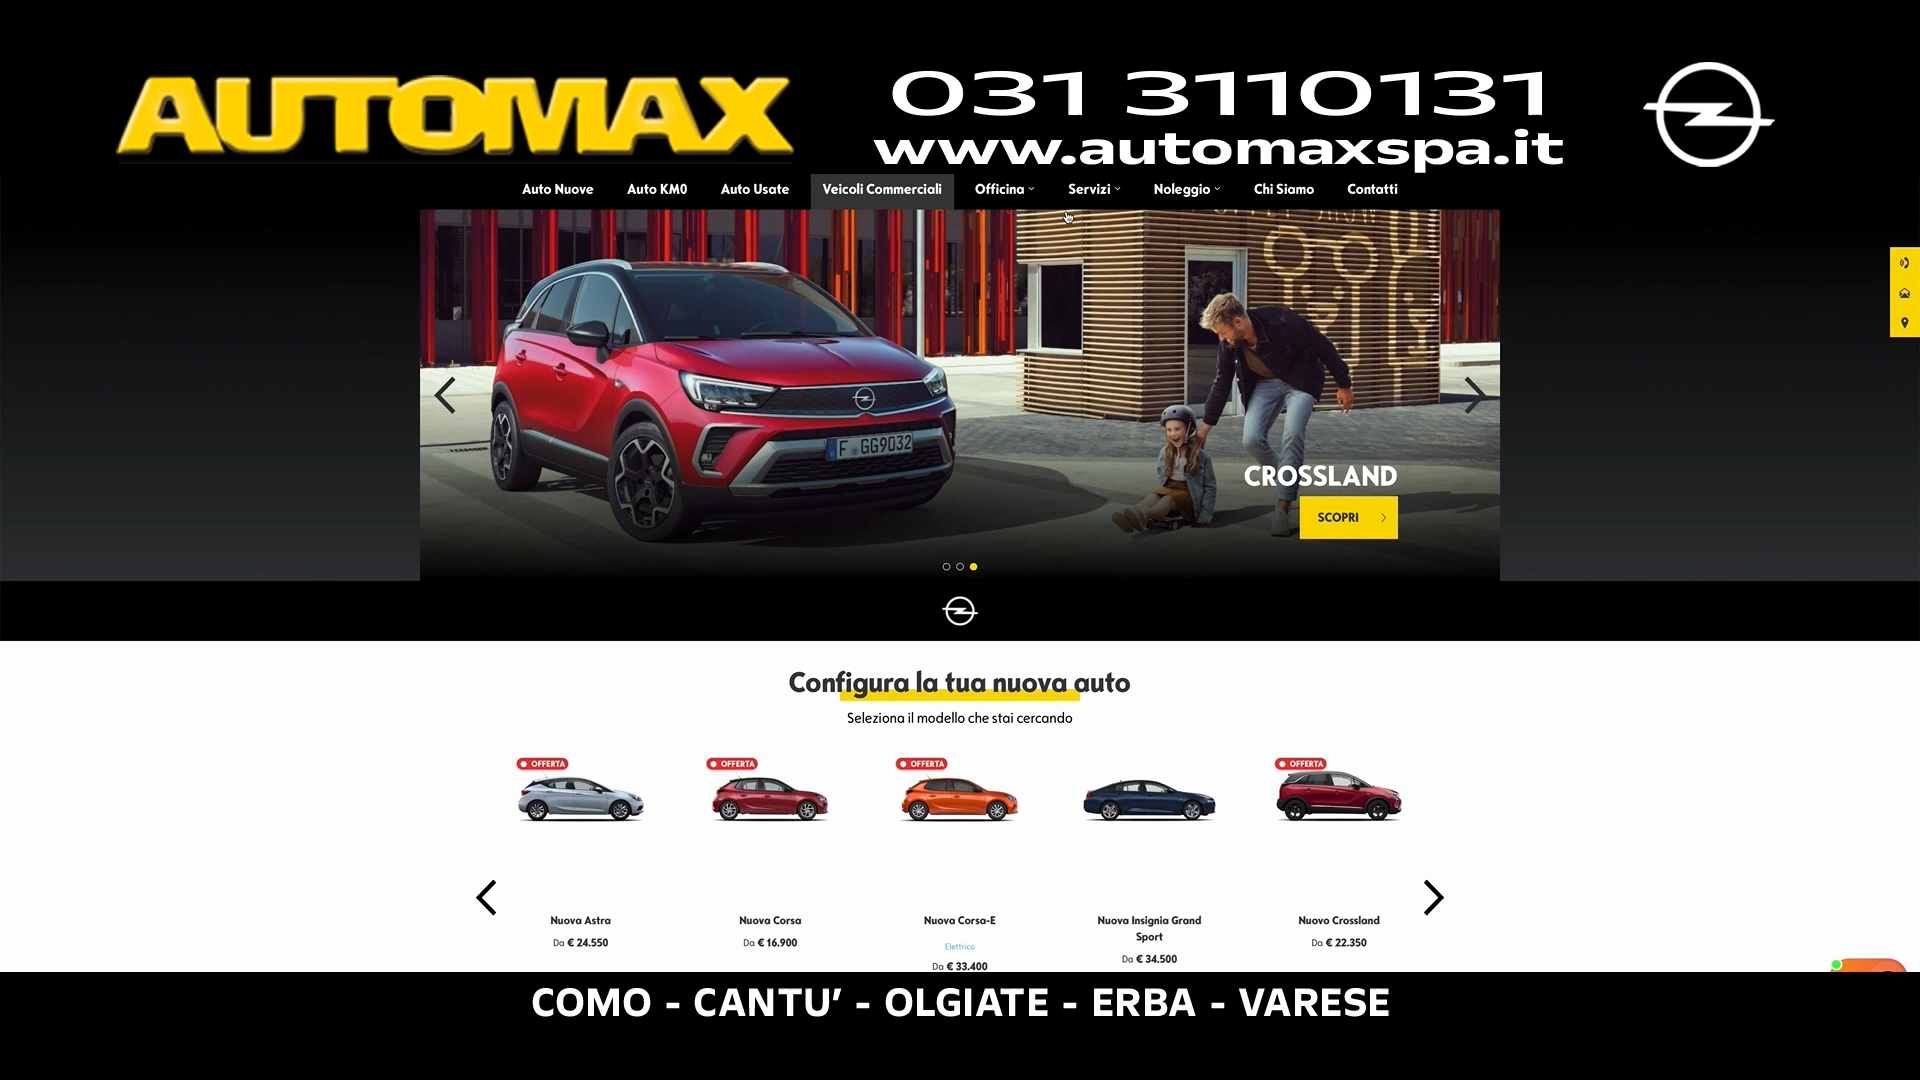 AUTOMAX
031 3110131
www.automaxspa.it
Auto Nuove Auto KM0 Auto Usate Veicoli Commerciali Officina Servizi Noleggio Chi Siamo Contatti
F GG9032
CROSSLAND
SCOPRI
Configura la tua nuova auto
Seleziona il modello che stai cercando
OFFERTA OFFERTA OFFERTA OFFERTA
Nuova Astra
Da € 24.550
Nuova Corsa
Da € 16.900
Nuova Corsa-E
Elettrico
Da € 33.400
Nuova Insignia Grand
Sport
Da € 34.500
Nuovo Crossland
Da € 22.350
COMO - CANTU’ - OLGIATE - ERBA - VARESE